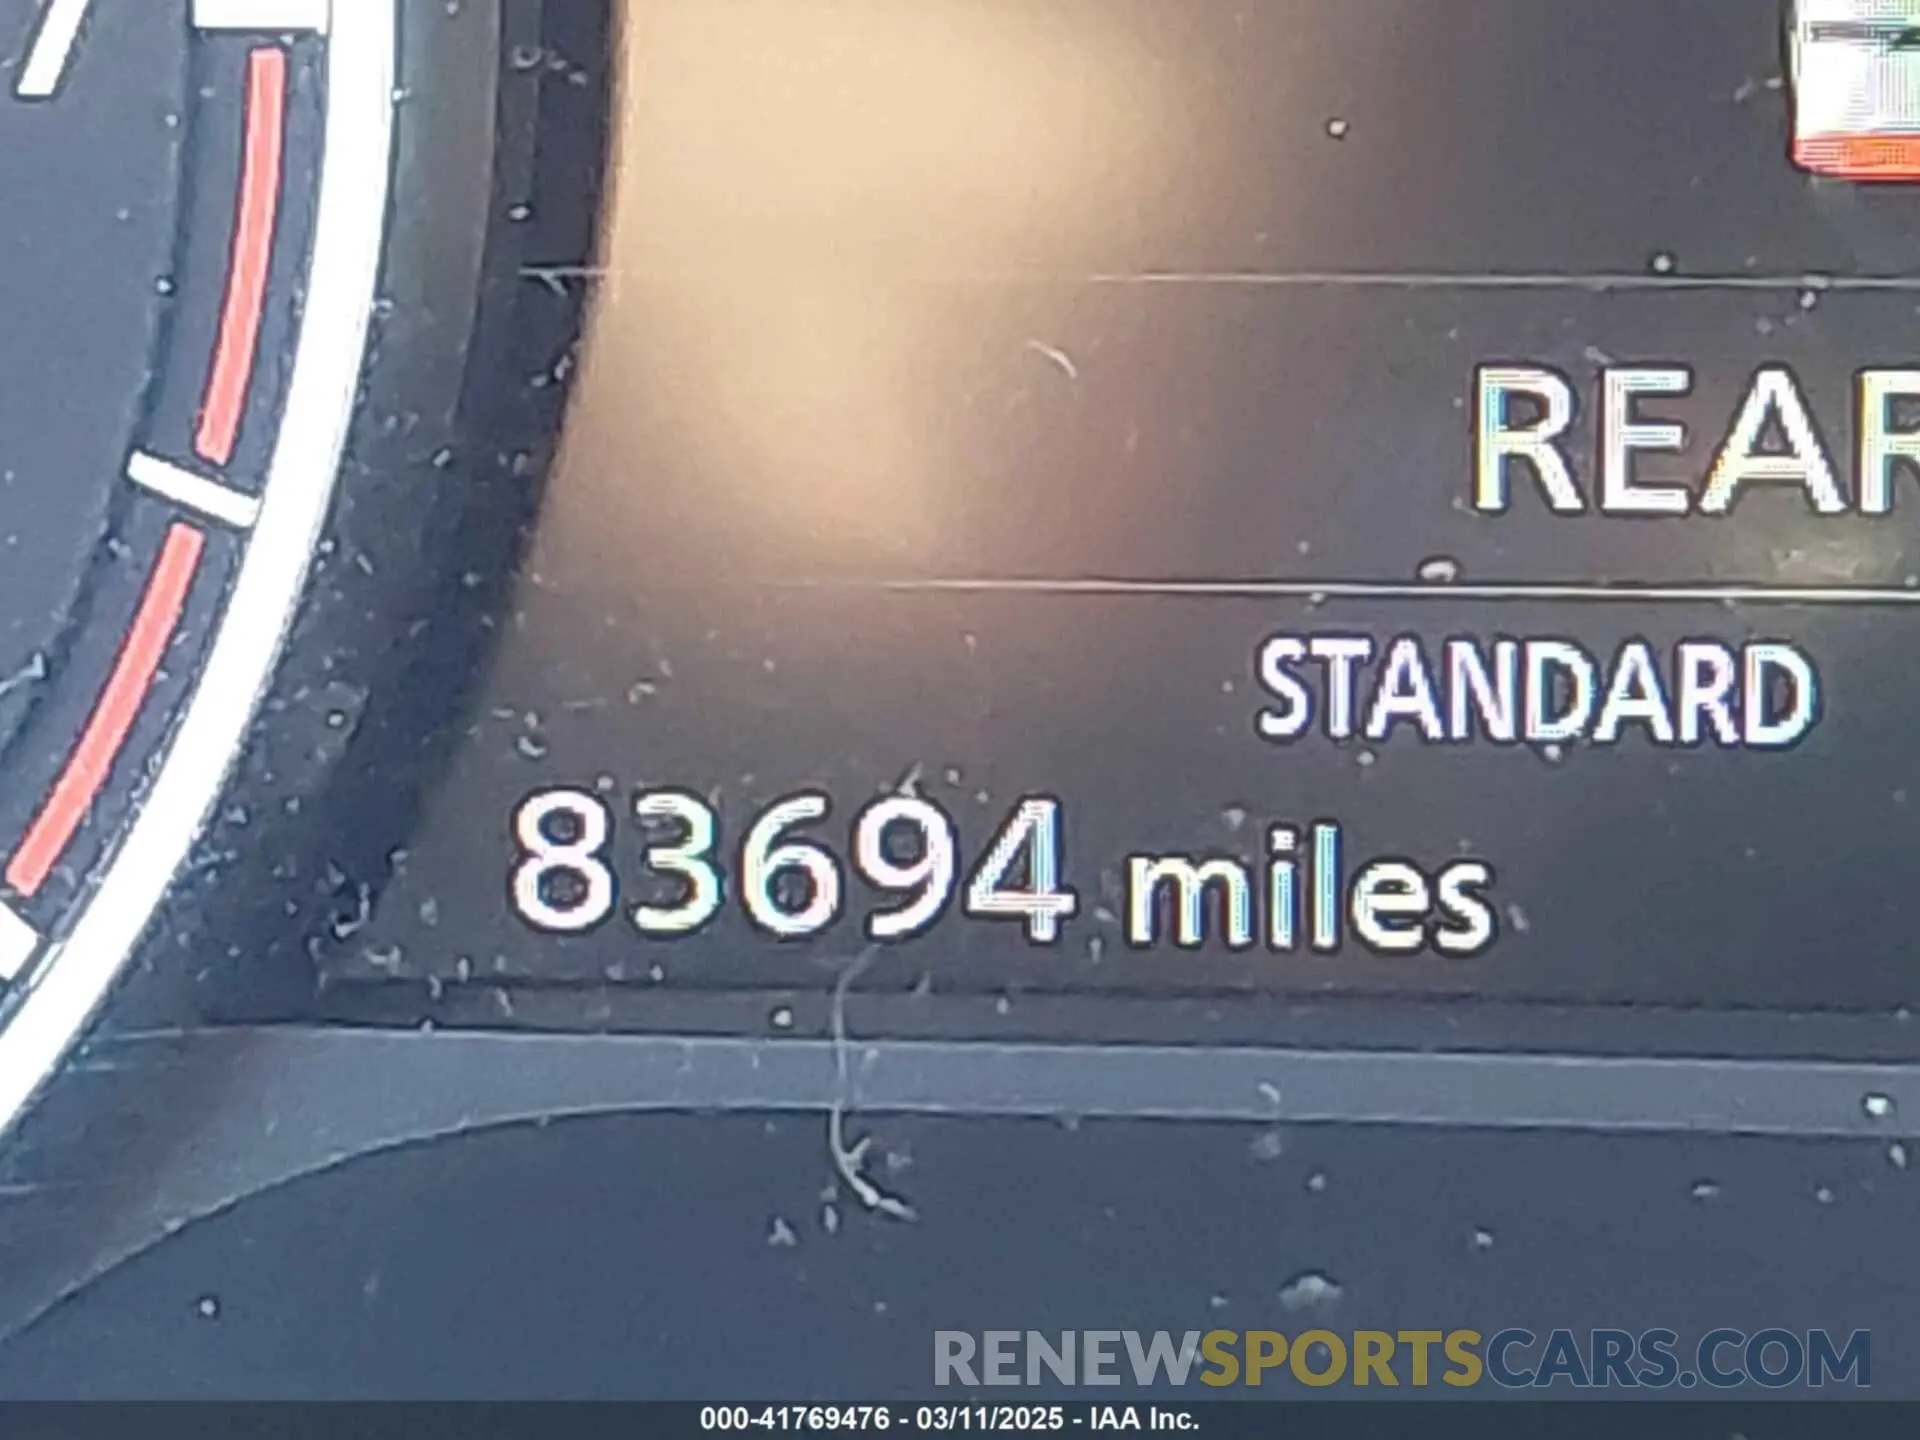 REAR
STANDARD
83694 miles
RENEWSPORTSCARS.COM
000-41769476 - 03/11/2025 - IAA Inc.